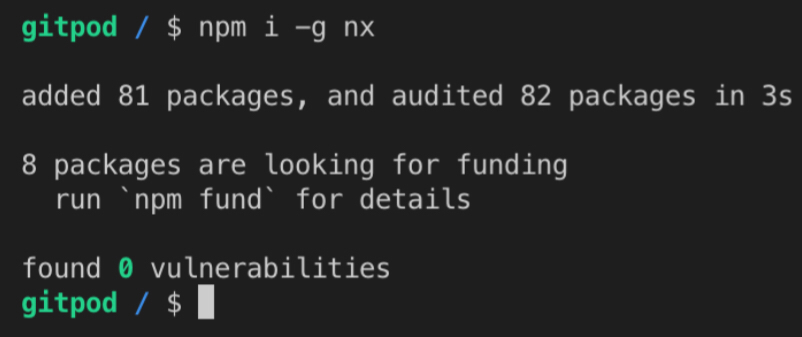 gitpod / $ npm i -g nx
added 81 packages, and audited 82 packages in 3s
8 packages are looking for funding
run `npm fund` for details
found 0 vulnerabilities
gitpod / $